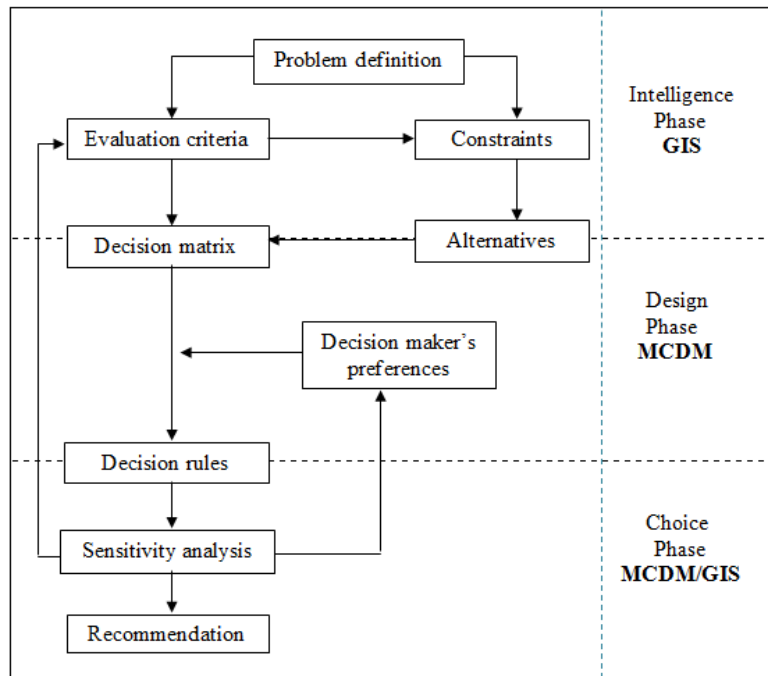 Problem definition
Intelligence
Phase
GIS
Evaluation criteria
Constraints
Decision matrix
Alternatives
Design
Phase
MCDM
Decision maker’s
preferences
Decision rules
Choice
Phase
MCDM/GIS
Sensitivity analysis
Recommendation